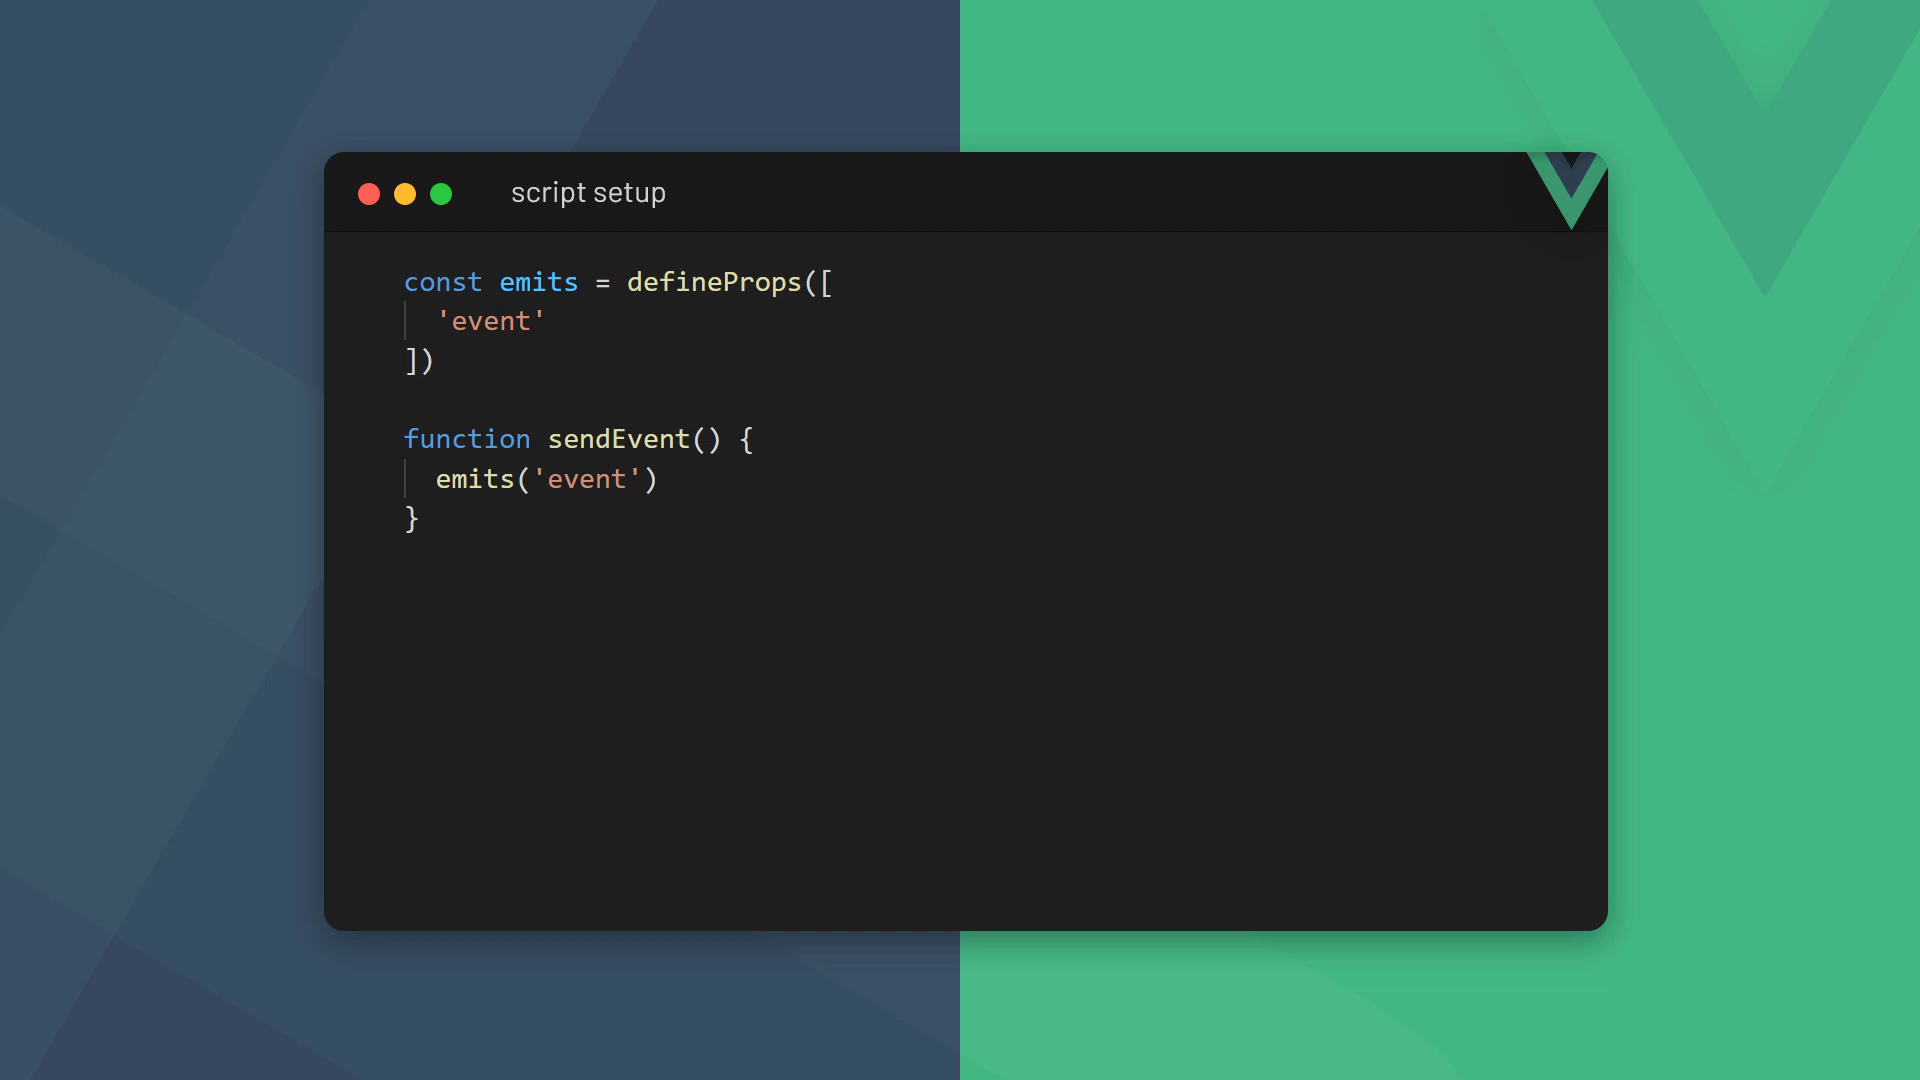 script setup
const emits = defineProps([
  'event'
])

function sendEvent() {
  emits('event')
}